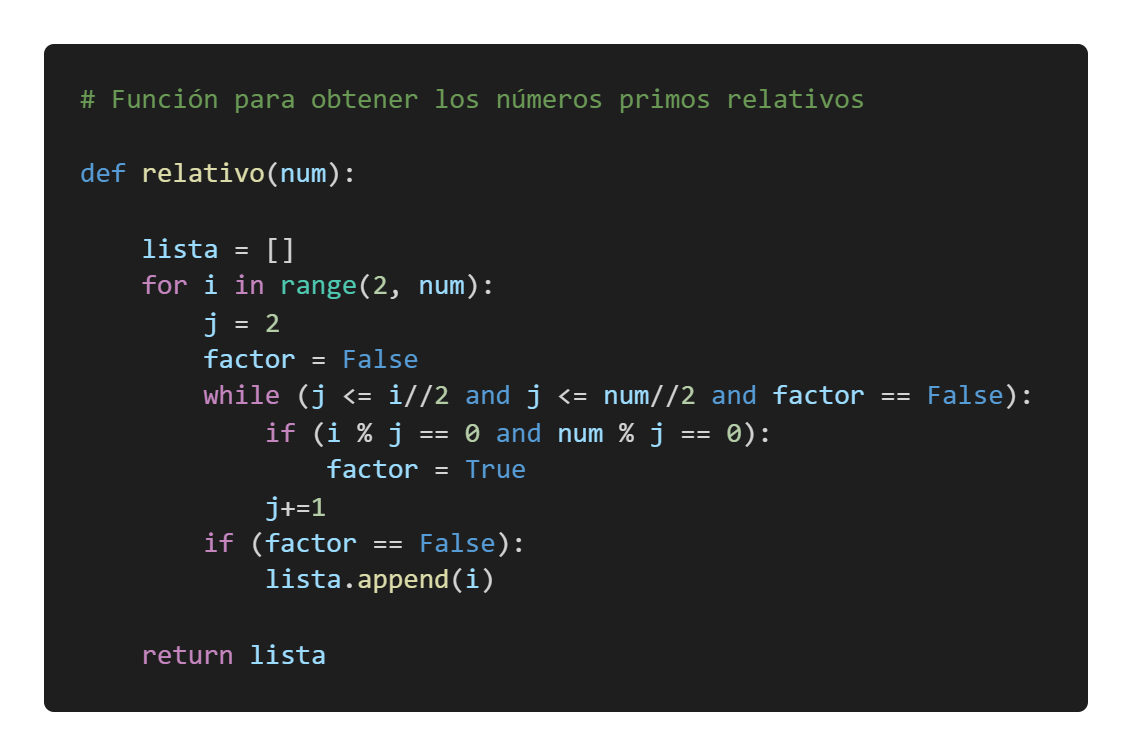 # Función para obtener los números primos relativos
def relativo(num):
    lista = []
    for i in range(2, num):
        j = 2
        factor = False
        while (j <= i//2 and j <= num//2 and factor == False):
            if (i % j == 0 and num % j == 0):
                factor = True
            j+=1
        if (factor == False):
            lista.append(i)
    return lista